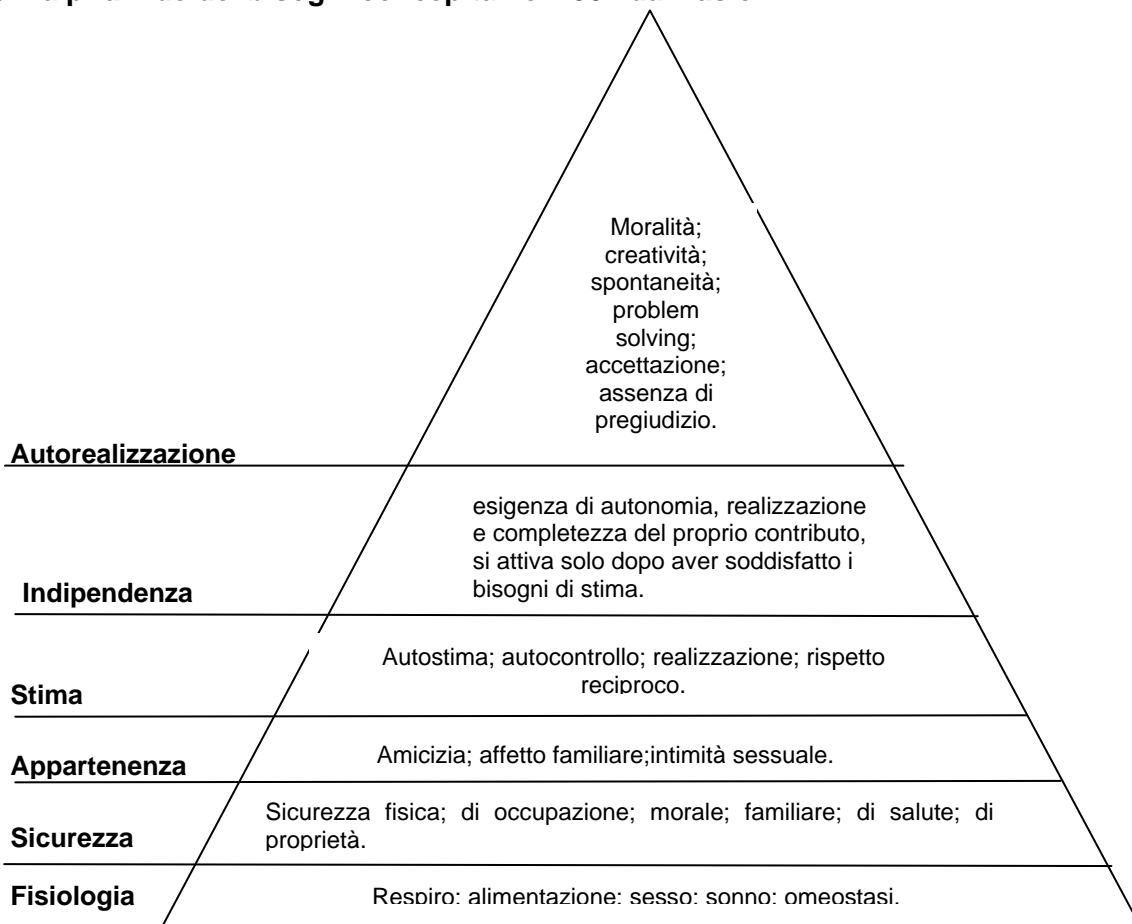 Moralità;
creatività;
spontaneità;
problem
solving;
accettazione;
assenza di
pregiudizio.
Autorealizzazione
esigenza di autonomia, realizzazione
e completezza del proprio contributo,
si attiva solo dopo aver soddisfatto i
bisogni di stima.
Indipendenza
Autostima; autocontrollo; realizzazione; rispetto
reciproco.
Stima
Amicizia; affetto familiare;intimità sessuale.
Appartenenza
Sicurezza fisica; di occupazione; morale; familiare; di salute; di
proprietà.
Sicurezza
Fisiologia
Respiro; alimentazione; sesso; sonno; omeostasi.